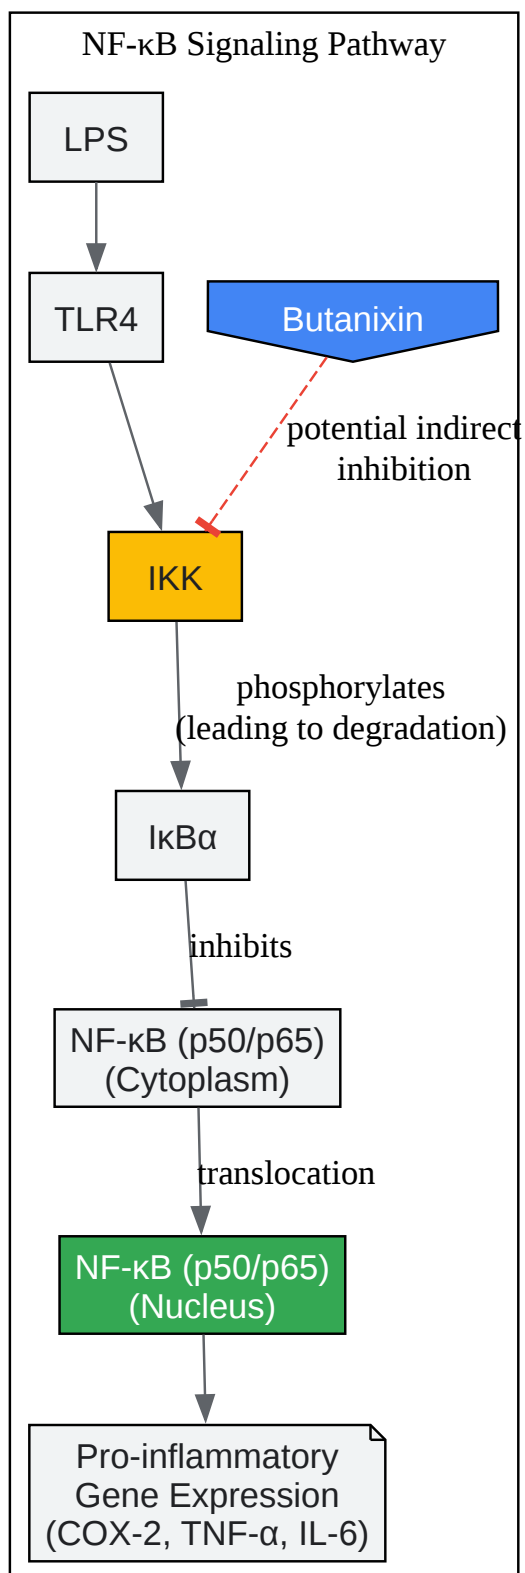 NF-κB Signaling Pathway
LPS
TLR4
Butanixin
potential indirect
inhibition
IKK
phosphorylates
(leading to degradation)
IκBα
inhibits
NF-κB (p50/p65)
(Cytoplasm)
translocation
NF-κB (p50/p65)
(Nucleus)
Pro-inflammatory
Gene Expression
(COX-2, TNF-α, IL-6)